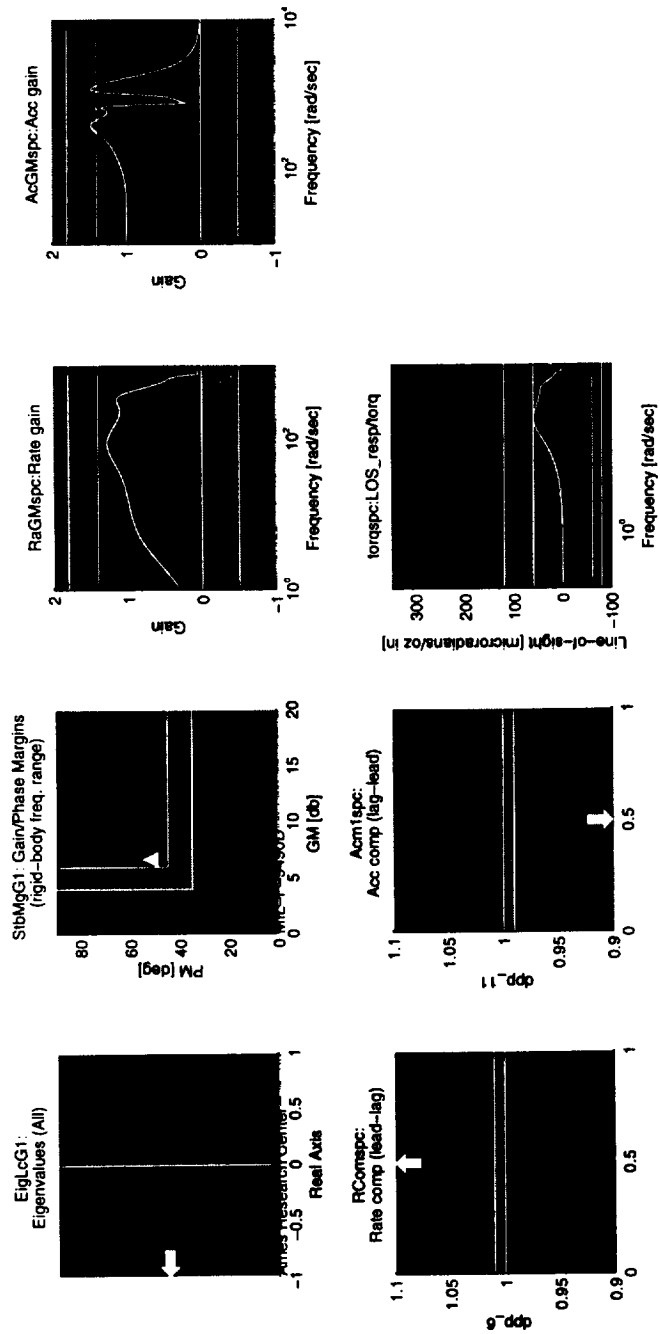 EigLcG1:
Eigenvalues (All)
Ames Research Center
-1
-0.5
0
0.5
1
Real Axis
StbMgG1: Gain/Phase Margins
(rigid-body freq. range)
PM [deg]
80
60
40
20
0
0
5
10
15
20
GM [db]
RaGMspc:Rate gain
Gain
2
1
0
-1
10^0
10^2
Frequency [rad/sec]
AcGMspc:Acc gain
Gain
2
1
0
-1
10^2
10^4
Frequency [rad/sec]
RComspc:
Rate comp (lead-lag)
dpp_6
1.1
1.05
1
0.95
0.9
0
0.5
1
Acm1spc:
Acc comp (lag-lead)
dpp_11
1.1
1.05
1
0.95
0.9
0
0.5
1
torqspc:LOS_resp/torq
Line-of-sight [microradians/oz in]
300
200
100
0
-100
10^0
Frequency [rad/sec]